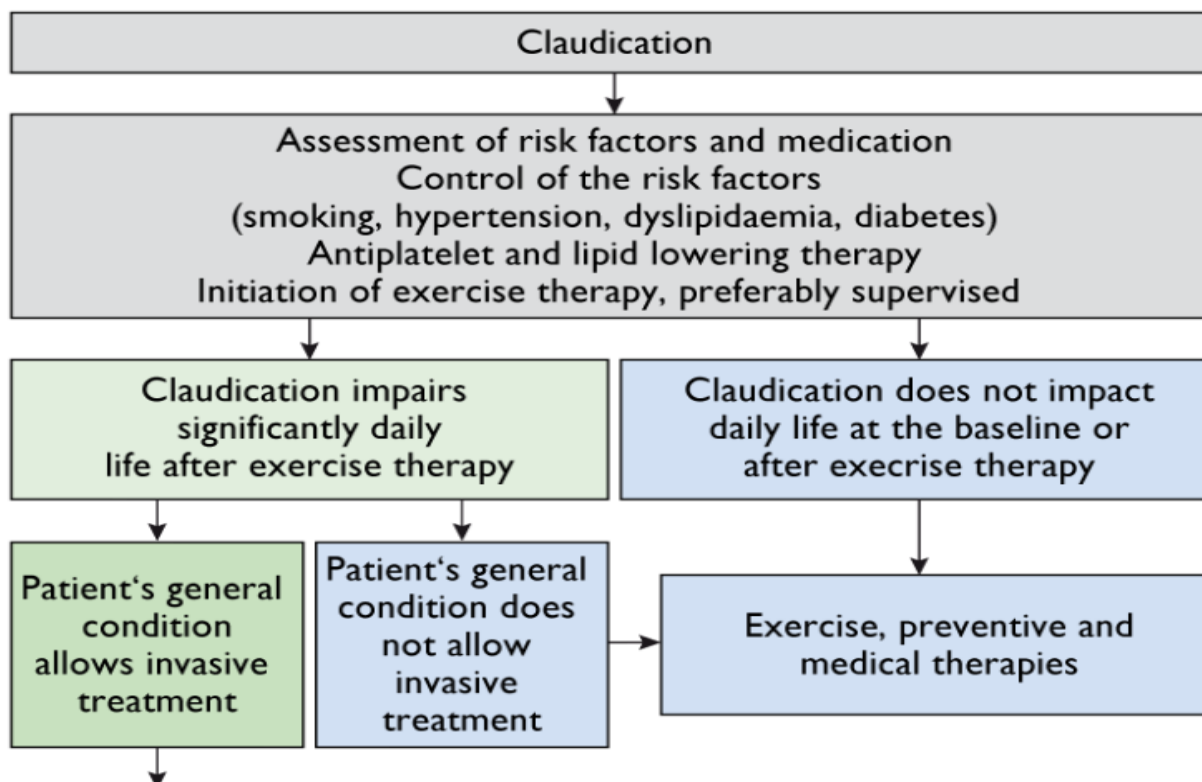 Claudication
Assessment of risk factors and medication
Control of the risk factors
(smoking, hypertension, dyslipidaemia, diabetes)
Antiplatelet and lipid lowering therapy
Initiation of exercise therapy, preferably supervised
Claudication impairs
significantly daily
life after exercise therapy
Claudication does not impact
daily life at the baseline or
after execrise therapy
Patient‘s general
condition
allows invasive
treatment
Patient‘s general
condition does
not allow
invasive
treatment
Exercise, preventive and
medical therapies